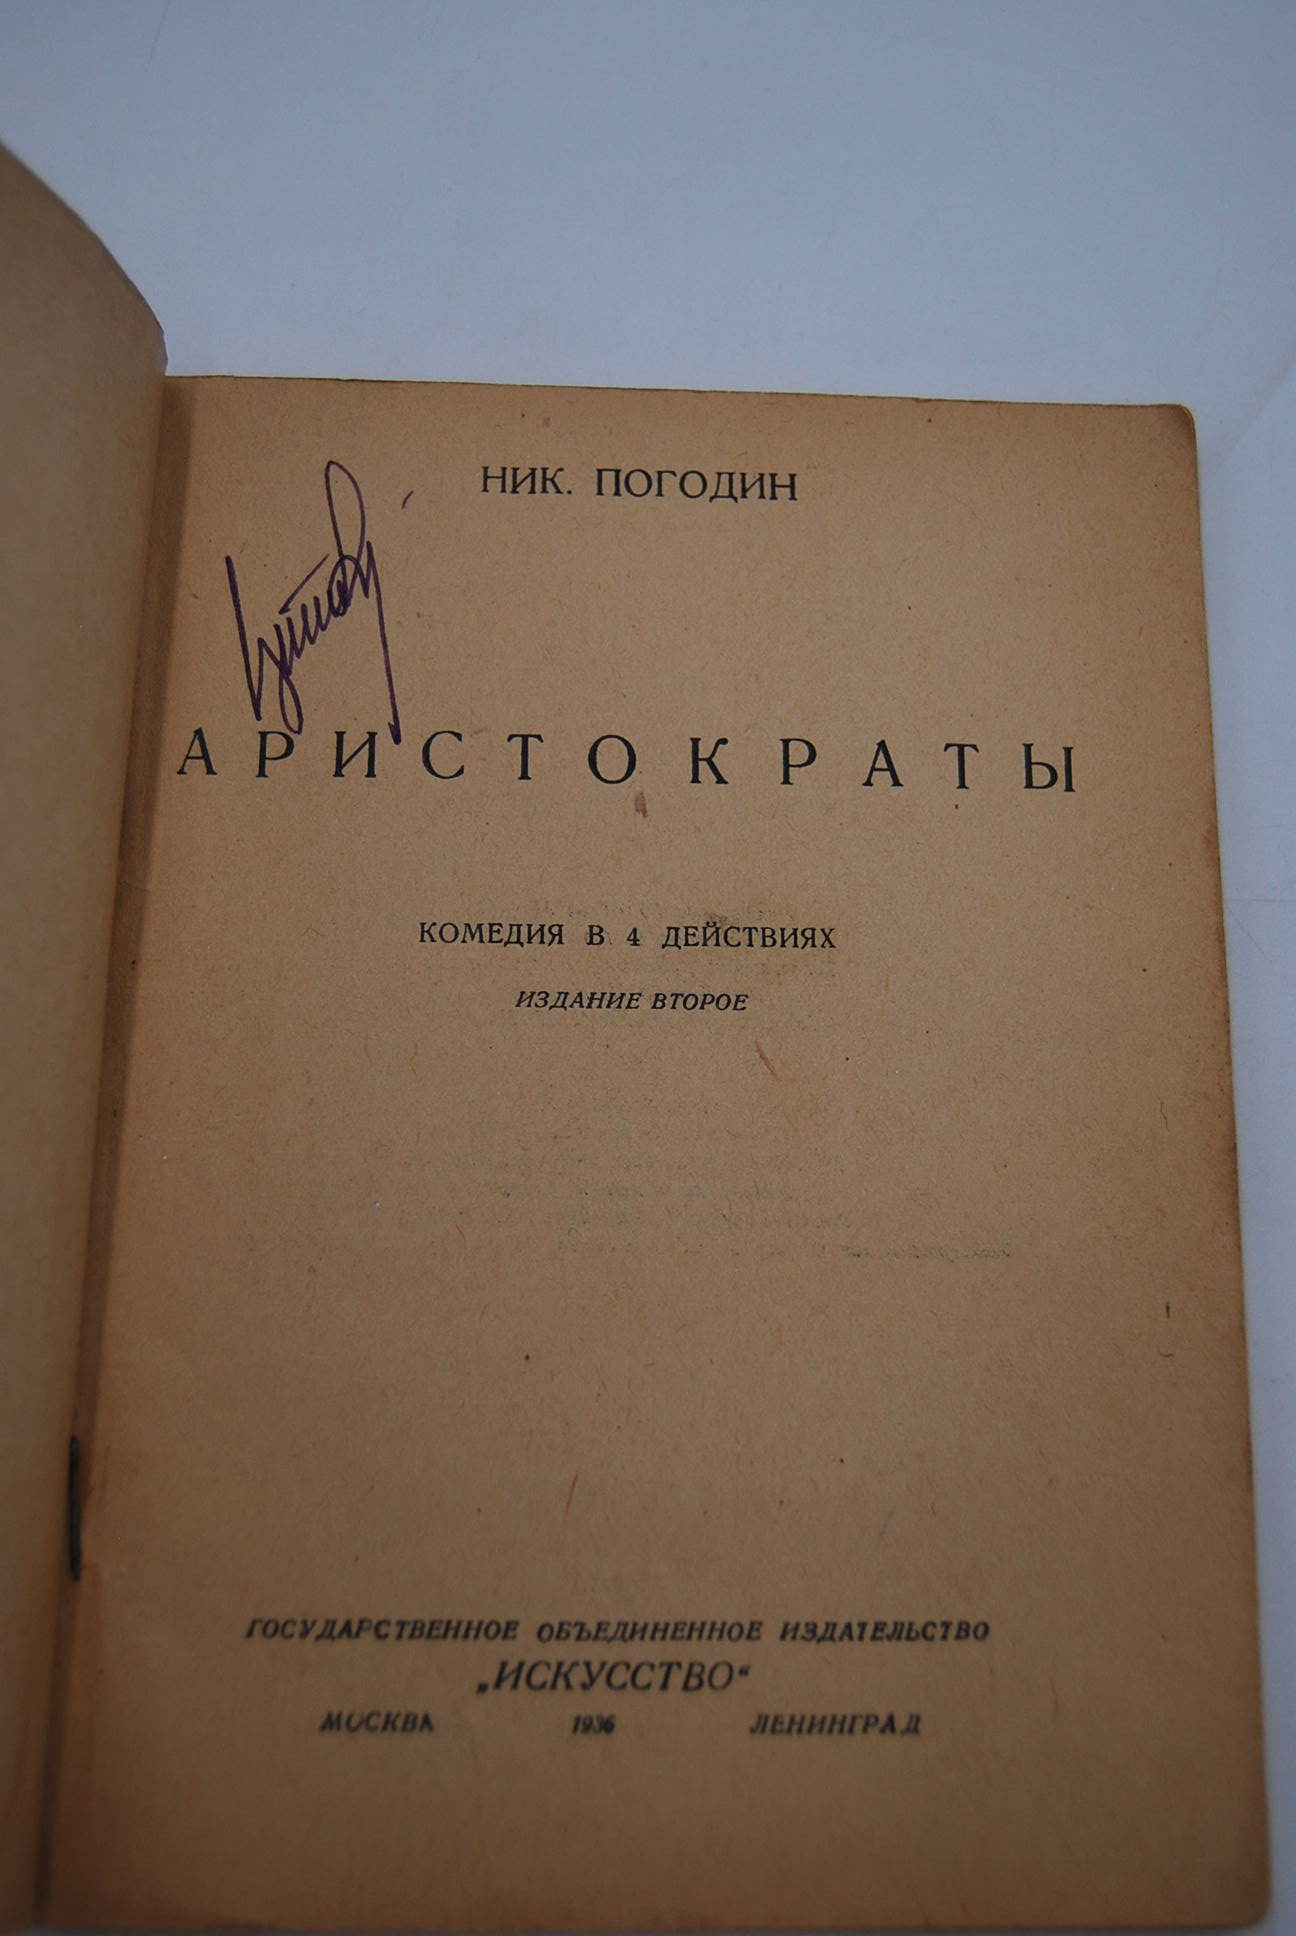 НИК. ПОГОДИН
АРИСТОКРАТЫ
КОМЕДИЯ В 4 ДЕЙСТВИЯХ
ИЗДАНИЕ ВТОРОЕ
ГОСУДАРСТВЕННОЕ ОБЪЕДИНЕННОЕ ИЗДАТЕЛЬСТВО
„ИСКУССТВО“
МОСКВА 1936 ЛЕНИНГРАД